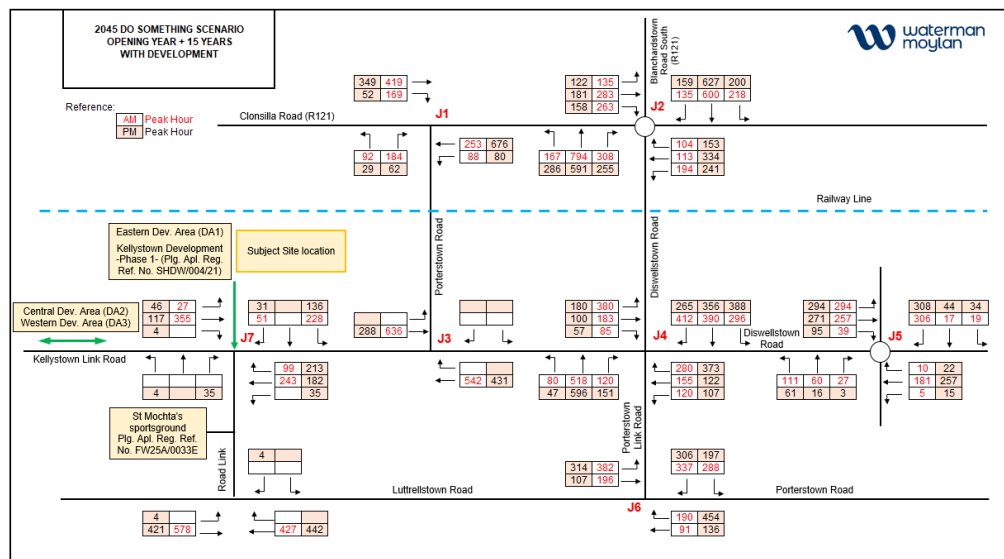 2045 DO SOMETHING SCENARIO
OPENING YEAR + 15 YEARS
WITH DEVELOPMENT
waterman
moylan
Reference:
AM Peak Hour
PM Peak Hour
Blanchardstown
Road South
(R121)
349 419
52 169
122 135
181 283
158 263
159 627 200
135 600 218
J1
J2
Clonsilla Road (R121)
92 184
29 62
253 676
88 80
167 794 308
286 591 255
104 153
113 334
194 241
Railway Line
Eastern Dev. Area (DA1)
Kellystown Development
-Phase 1- (Plg. Apl. Reg.
Ref. No. SHDW/004/21)
Subject Site location
Porterstown Road
Diswellstown Road
Central Dev. Area (DA2)
Western Dev. Area (DA3)
46 27
117 355
4
31 136
51 228
288 636
180 380
100 183
57 85
265 356 388
412 390 296
294 294
271 257
95 39
308 44 34
306 17 19
J7
J3
J4
Diswellstown
Road
J5
Kellystown Link Road
4 35
99 213
243 182
35
542 431
80 518 120
47 596 151
280 373
155 122
120 107
111 60 27
61 16 3
10 22
181 257
5 15
St Mochta's
sportsground
Plg. Apl. Reg. Ref.
No. FW25A/0033E
Road Link
4
Porterstown
Link Road
314 382
107 196
306 197
337 288
Luttrellstown Road
Porterstown Road
J6
4
421 578
427 442
190 454
91 136